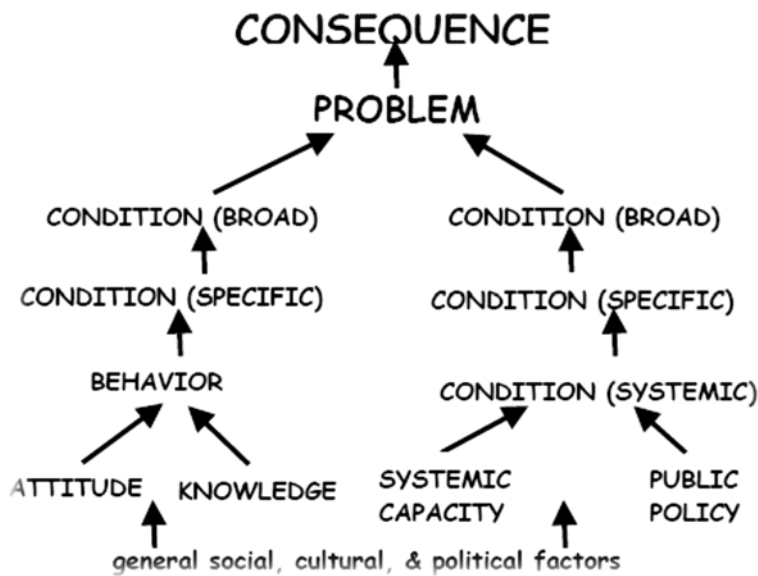 CONSEQUENCE
PROBLEM
CONDITION (BROAD)
CONDITION (BROAD)
CONDITION (SPECIFIC)
CONDITION (SPECIFIC)
BEHAVIOR
CONDITION (SYSTEMIC)
ATTITUDE
KNOWLEDGE
SYSTEMIC
CAPACITY
PUBLIC
POLICY
general social, cultural, & political factors